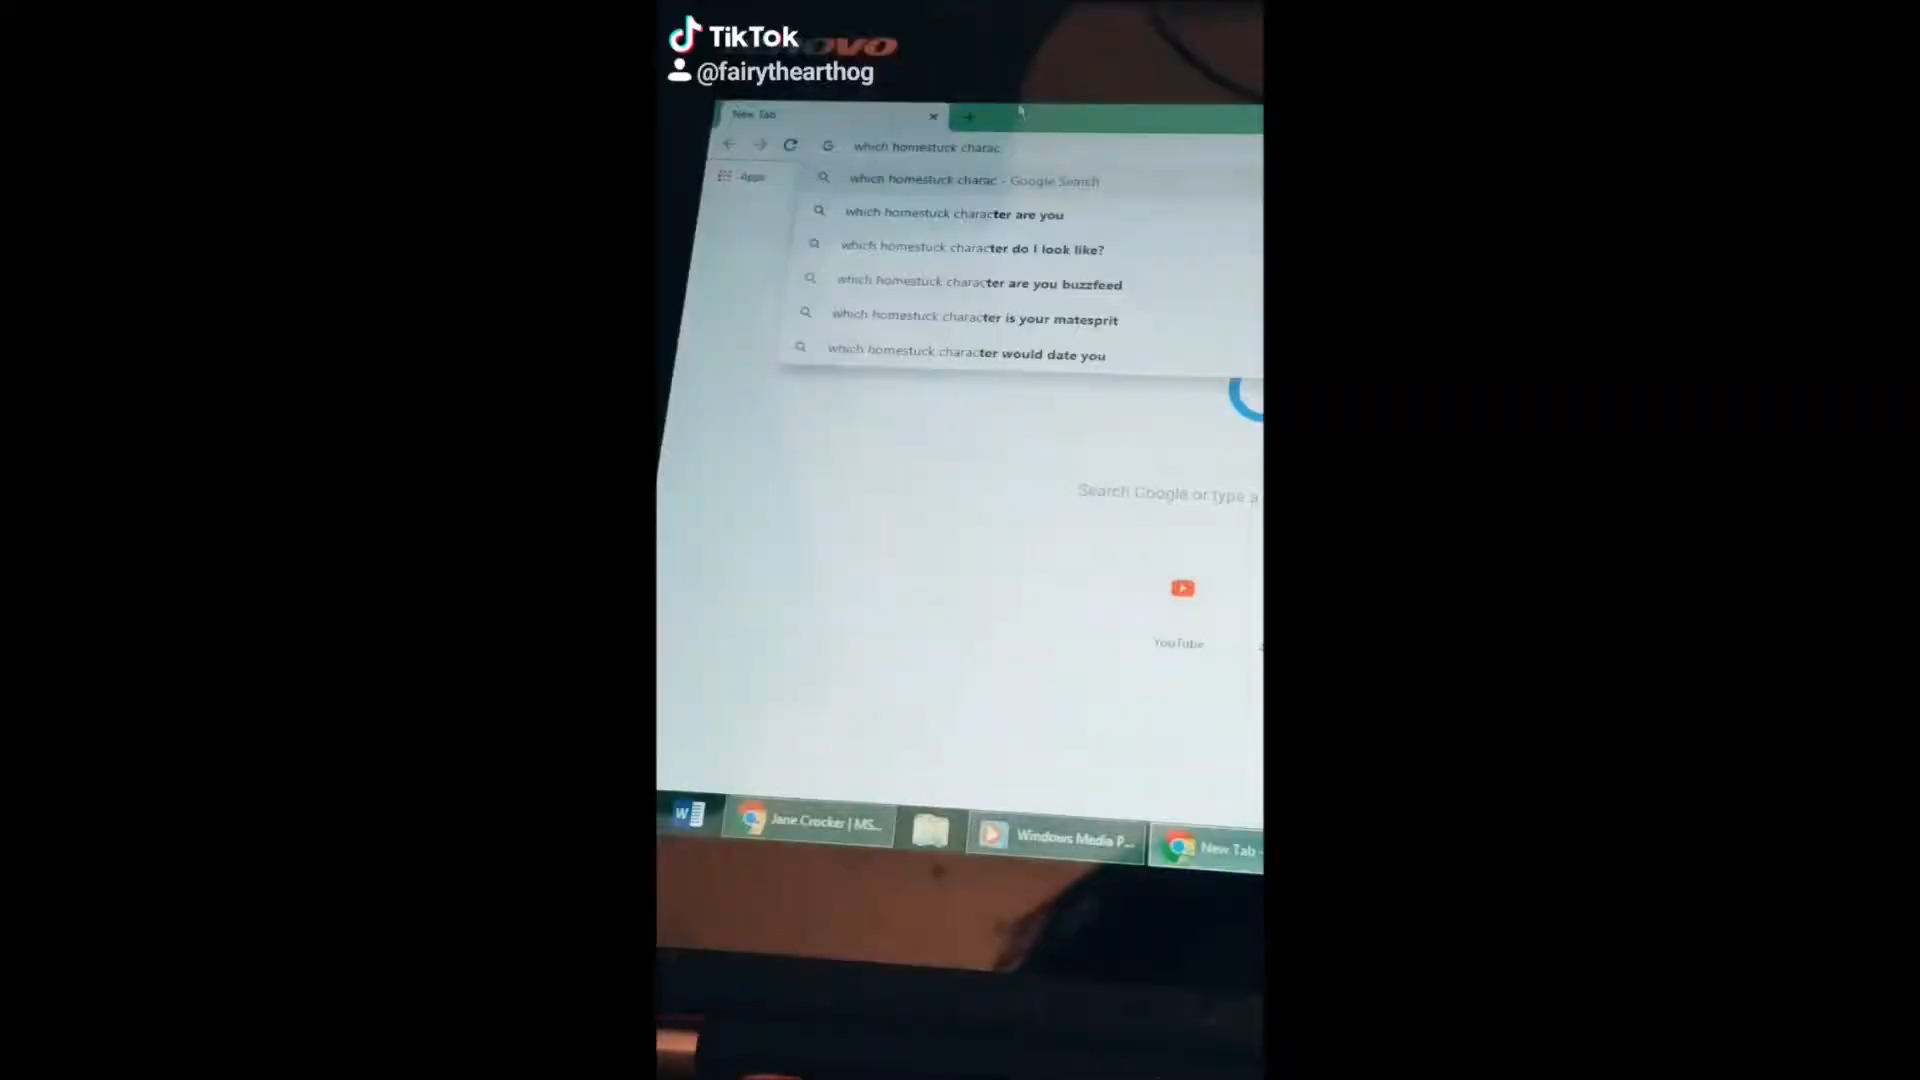 TikTok
ovo
@fairythearthog
New Tab
which homestuck charac
Apps
which homestuck charac - Google Search
which homestuck character are you
which homestuck character do I look like?
which homestuck character are you buzzfeed
which homestuck character is your matesprit
which homestuck character would date you
Search Google or type a
YouTube
Jane Crocker | MS...
Windows Media P...
New Tab -